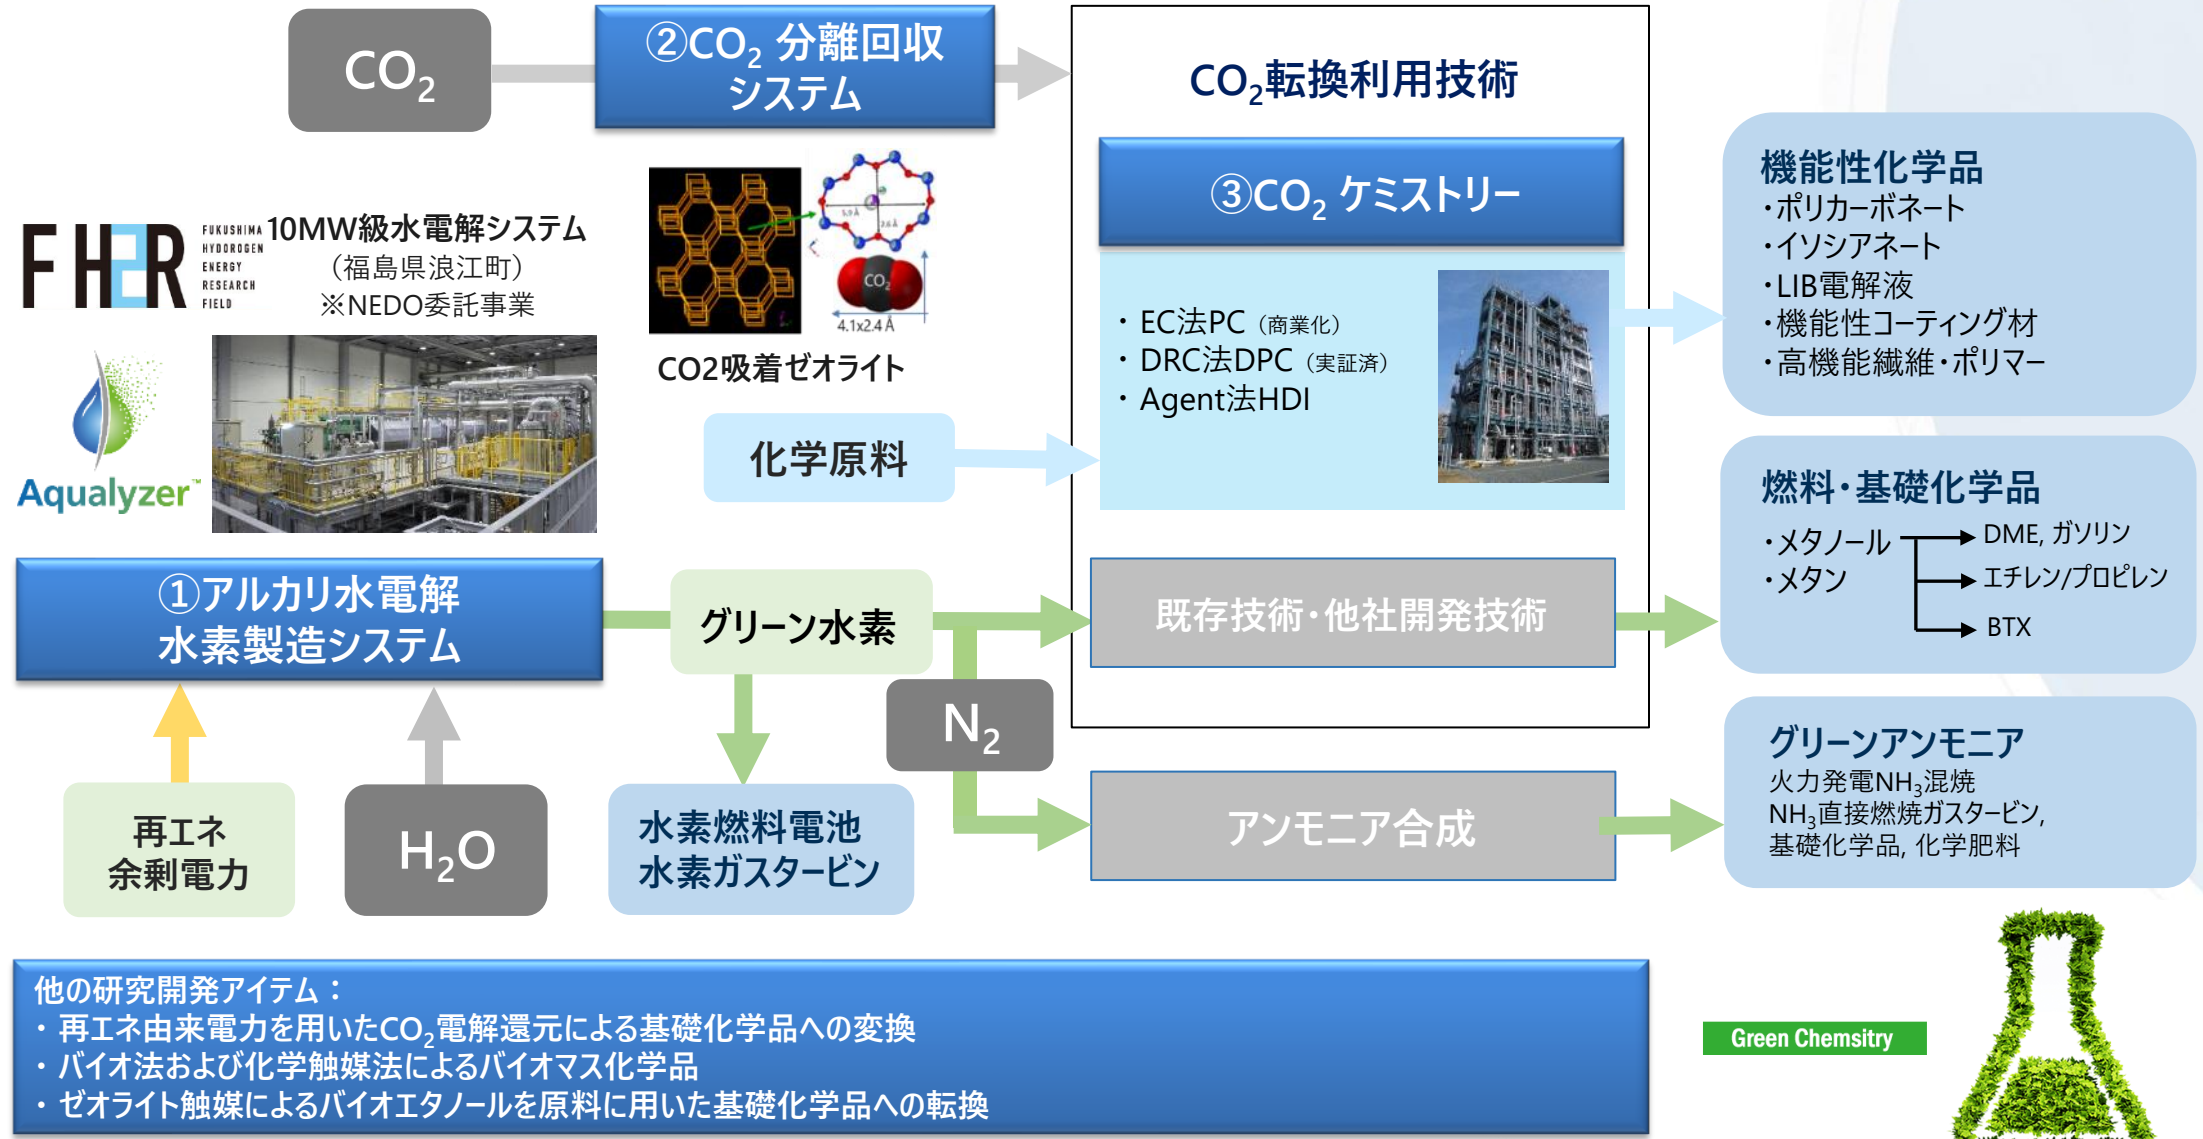 CO₂
②CO₂ 分離回収
システム
CO₂転換利用技術
③CO₂ ケミストリー
・ EC法PC（商業化）
・ DRC法DPC（実証済）
・ Agent法HDI
機能性化学品
・ポリカーボネート
・イソシアネート
・LIB電解液
・機能性コーティング材
・高機能繊維・ポリマー
FH2R
FUKUSHIMA
HYDOROGEN
ENERGY
RESEARCH
FIELD
10MW級水電解システム
（福島県浪江町）
※NEDO委託事業
5.9 Å
2.6 Å
CO₂
4.1x2.4 Å
CO2吸着ゼオライト
Aqualyzer™
化学原料
燃料・基礎化学品
・メタノール
・メタン
DME, ガソリン
エチレン/プロピレン
BTX
①アルカリ水電解
水素製造システム
グリーン水素
既存技術・他社開発技術
N₂
再エネ
余剰電力
H₂O
水素燃料電池
水素ガスタービン
アンモニア合成
グリーンアンモニア
火力発電NH₃混焼
NH₃直接燃焼ガスタービン,
基礎化学品, 化学肥料
他の研究開発アイテム：
・ 再エネ由来電力を用いたCO₂電解還元による基礎化学品への変換
・ バイオ法および化学触媒法によるバイオマス化学品
・ ゼオライト触媒によるバイオエタノールを原料に用いた基礎化学品への転換
Green Chemsitry